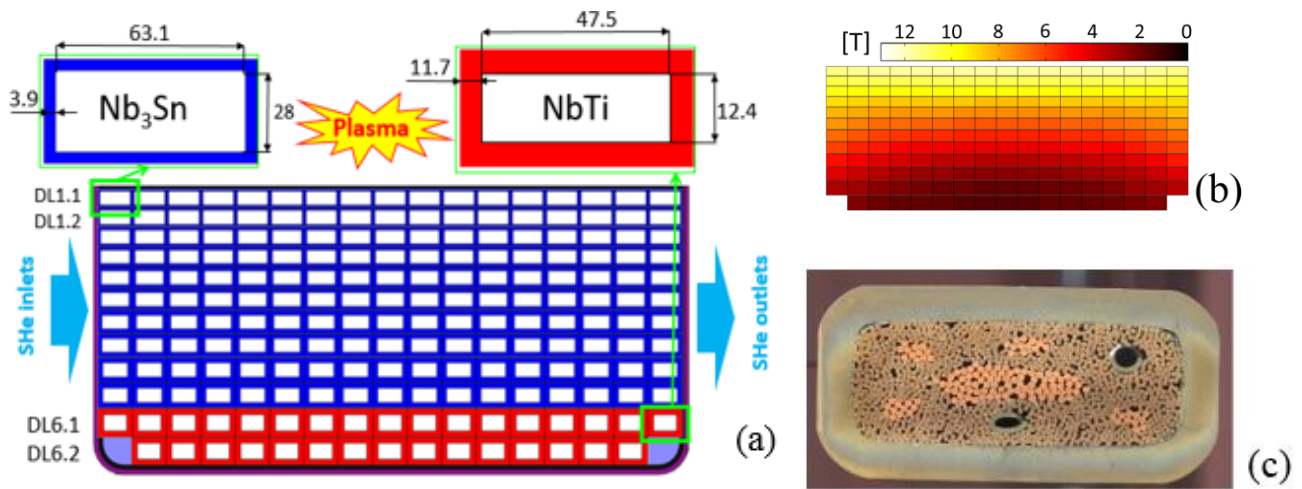 63.1
3.9
Nb₃Sn
28
Plasma
47.5
11.7
NbTi
12.4
DL1.1
DL1.2
SHe inlets
SHe outlets
DL6.1
DL6.2
(a)
[T] 12 10 8 6 4 2 0
(b)
(c)